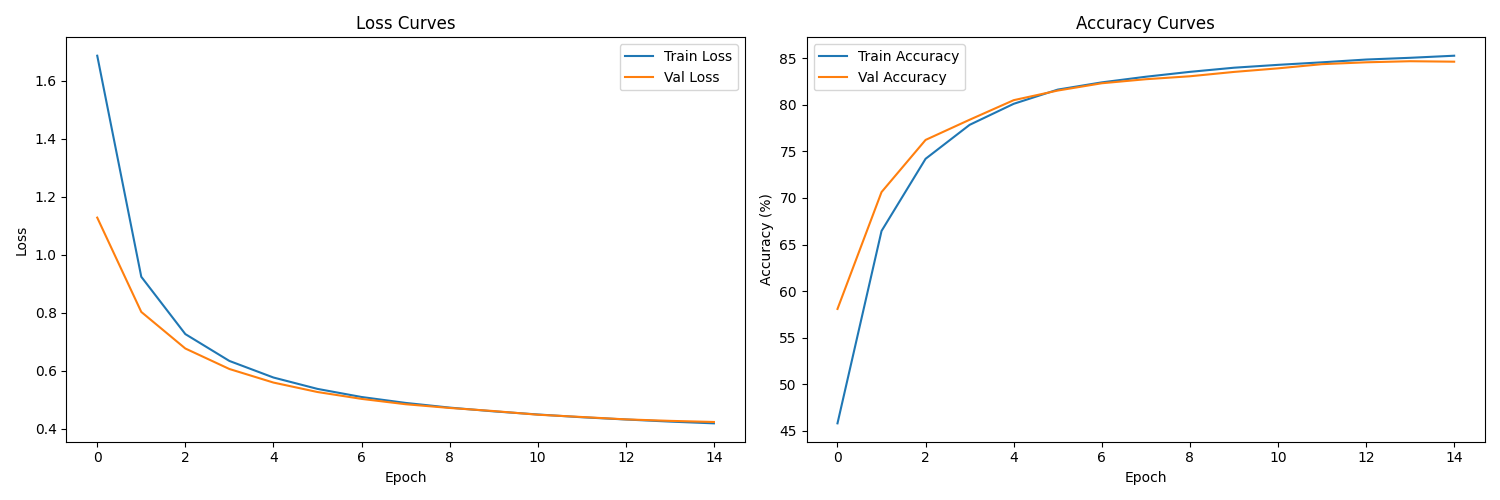 Loss Curves
Train Loss
Val Loss
1.6
1.4
1.2
1.0
0.8
0.6
0.4
Loss
0 2 4 6 8 10 12 14
Epoch
Accuracy Curves
Train Accuracy
Val Accuracy
85
80
75
70
65
60
55
50
45
Accuracy (%)
0 2 4 6 8 10 12 14
Epoch